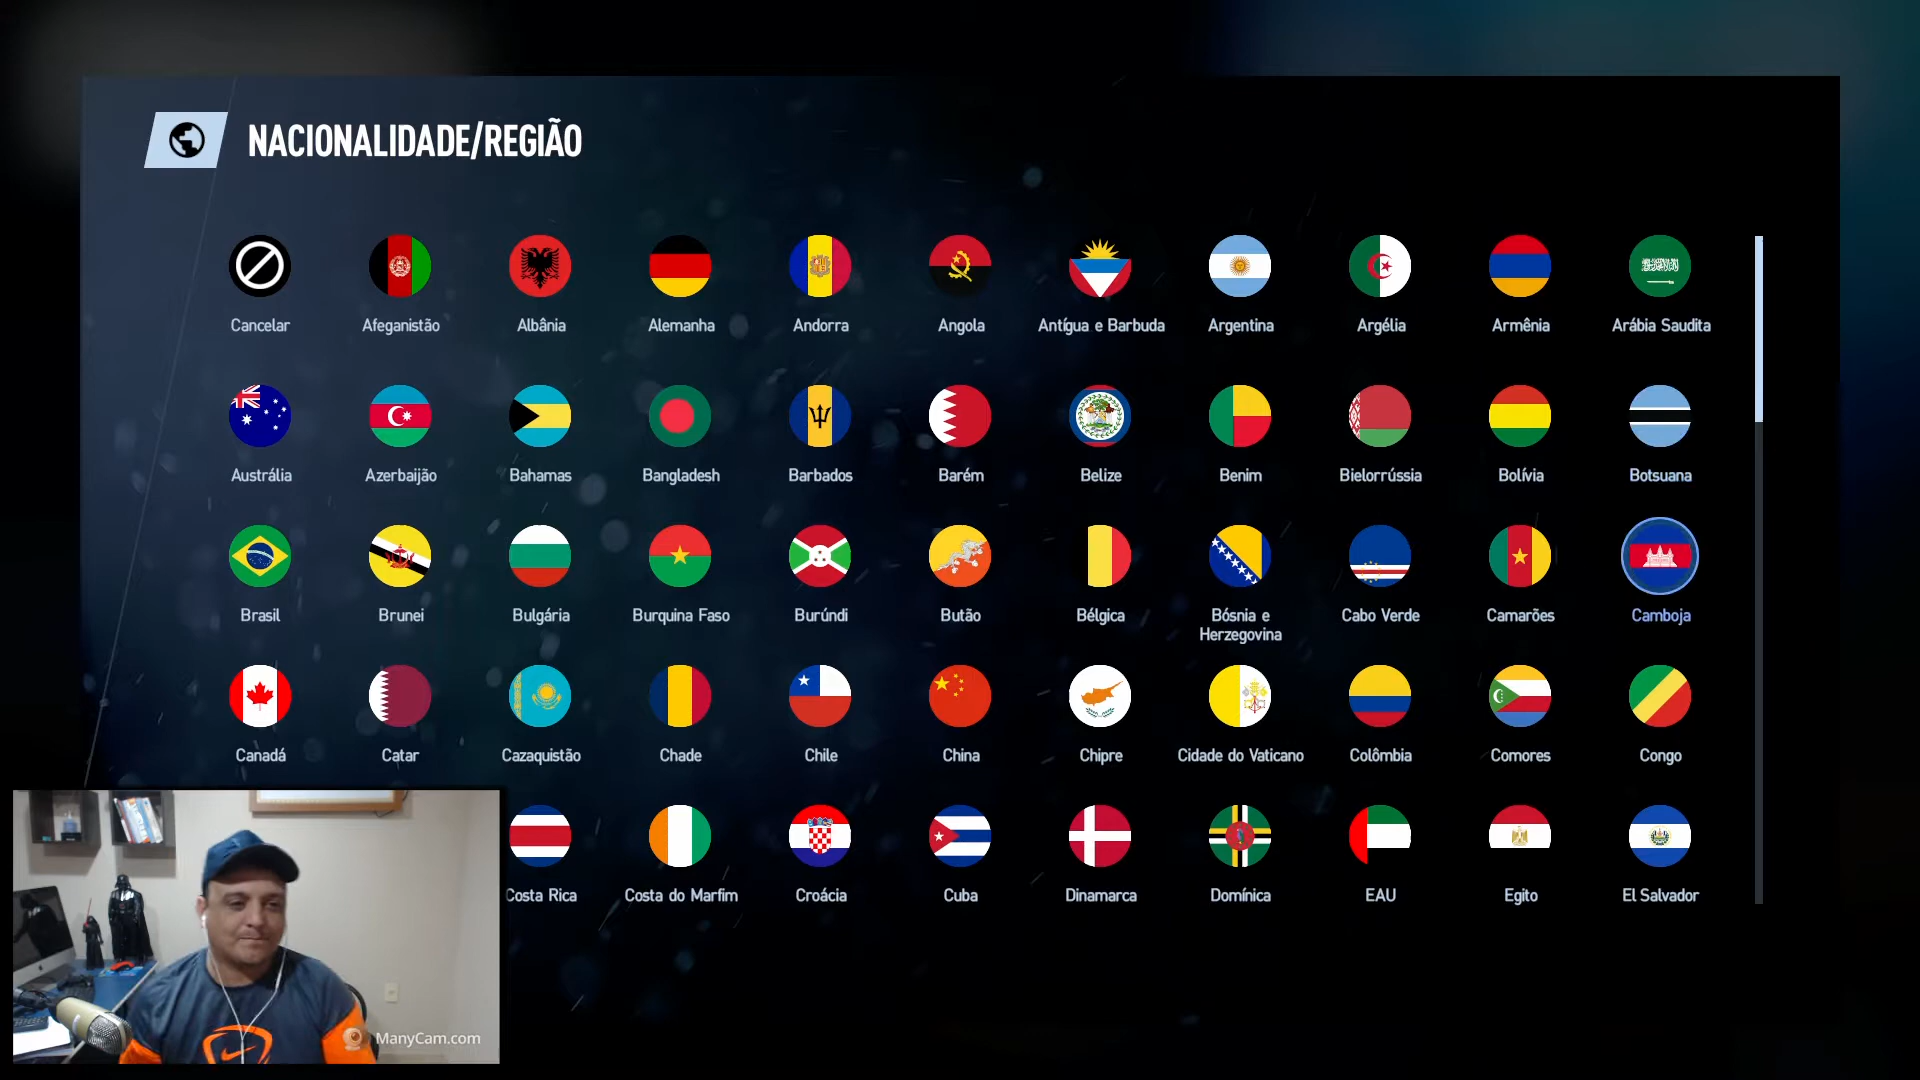 NACIONALIDADE/REGIÃO
Cancelar
Afeganistão
Albânia
Alemanha
Andorra
Angola
Antígua e Barbuda
Argentina
Argélia
Armênia
Arábia Saudita
Austrália
Azerbaijão
Bahamas
Bangladesh
Barbados
Barém
Belize
Benim
Bielorrússia
Bolívia
Botsuana
Brasil
Brunei
Bulgária
Burquina Faso
Burúndi
Butão
Bélgica
Bósnia e
Herzegovina
Cabo Verde
Camarões
Camboja
Canadá
Catar
Cazaquistão
Chade
Chile
China
Chipre
Cidade do Vaticano
Colômbia
Comores
Congo
Costa Rica
Costa do Marfim
Croácia
Cuba
Dinamarca
Domínica
EAU
Egito
El Salvador
ManyCam.com